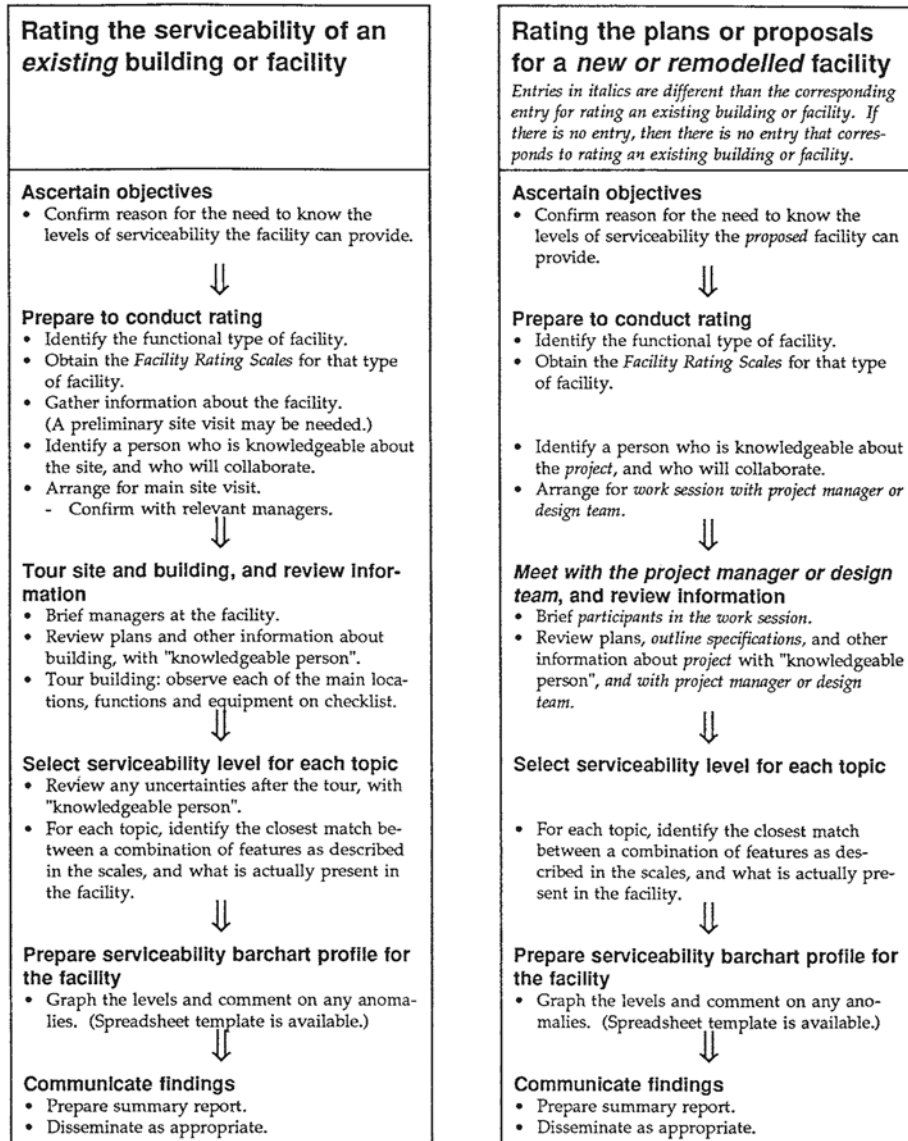 Rating the serviceability of an
existing building or facility
Ascertain objectives
• Confirm reason for the need to know the
levels of serviceability the facility can provide.
⇓
Prepare to conduct rating
• Identify the functional type of facility.
• Obtain the Facility Rating Scales for that type
of facility.
• Gather information about the facility.
(A preliminary site visit may be needed.)
• Identify a person who is knowledgeable about
the site, and who will collaborate.
• Arrange for main site visit.
- Confirm with relevant managers.
⇓
Tour site and building, and review infor-
mation
• Brief managers at the facility.
• Review plans and other information about
building, with "knowledgeable person".
• Tour building: observe each of the main loca-
tions, functions and equipment on checklist.
⇓
Select serviceability level for each topic
• Review any uncertainties after the tour, with
"knowledgeable person".
• For each topic, identify the closest match be-
tween a combination of features as described
in the scales, and what is actually present in
the facility.
⇓
Prepare serviceability barchart profile for
the facility
• Graph the levels and comment on any anoma-
lies. (Spreadsheet template is available.)
⇓
Communicate findings
• Prepare summary report.
• Disseminate as appropriate.
Rating the plans or proposals
for a new or remodelled facility
Entries in italics are different than the corresponding
entry for rating an existing building or facility. If
there is no entry, then there is no entry that corres-
ponds to rating an existing building or facility.
Ascertain objectives
• Confirm reason for the need to know the
levels of serviceability the proposed facility can
provide.
⇓
Prepare to conduct rating
• Identify the functional type of facility.
• Obtain the Facility Rating Scales for that type
of facility.
• Identify a person who is knowledgeable about
the project, and who will collaborate.
• Arrange for work session with project manager or
design team.
⇓
Meet with the project manager or design
team, and review information
• Brief participants in the work session.
• Review plans, outline specifications, and other
information about project with "knowledgeable
person", and with project manager or design
team.
⇓
Select serviceability level for each topic
• For each topic, identify the closest match
between a combination of features as des-
cribed in the scales, and what is actually pre-
sent in the facility.
⇓
Prepare serviceability barchart profile for
the facility
• Graph the levels and comment on any ano-
malies. (Spreadsheet template is available.)
⇓
Communicate findings
• Prepare summary report.
• Disseminate as appropriate.